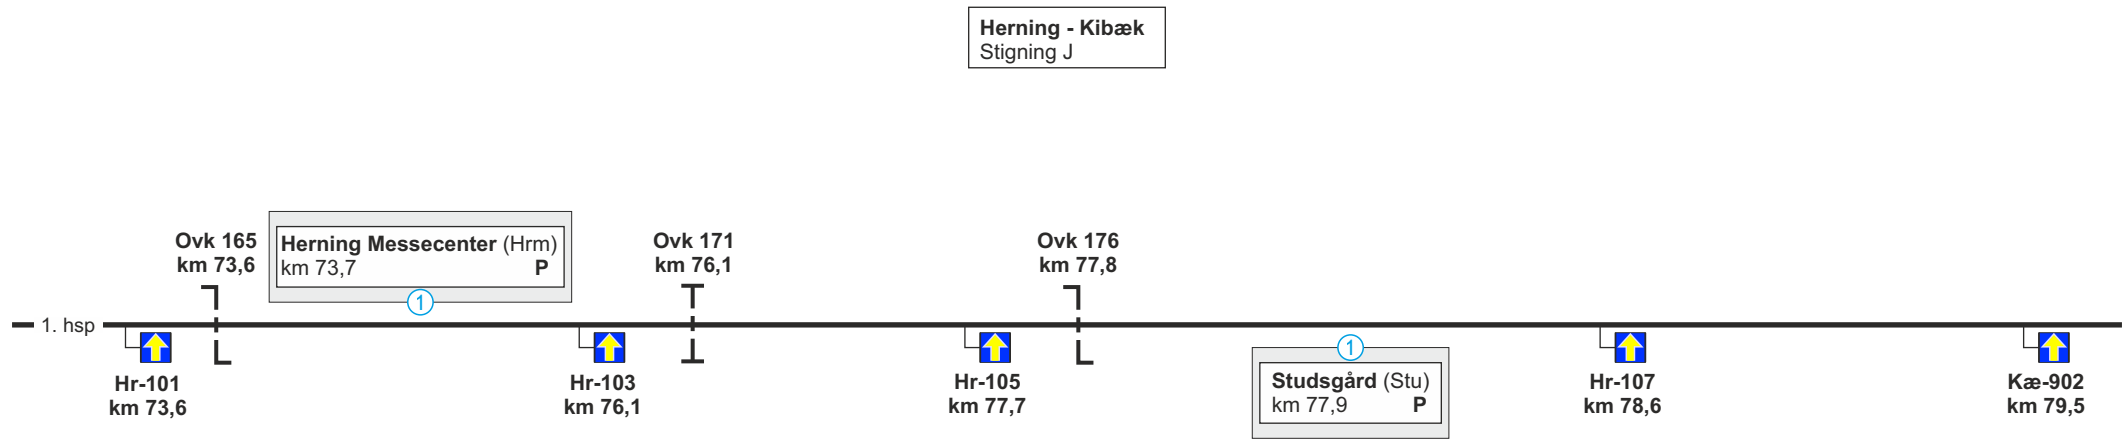 Herning - Kibæk
Stigning J
Ovk 165
km 73,6
Herning Messecenter (Hrm)
km 73,7 P
1
Ovk 171
km 76,1
Ovk 176
km 77,8
1. hsp
Hr-101
km 73,6
Hr-103
km 76,1
Hr-105
km 77,7
1
Studsgård (Stu)
km 77,9 P
Hr-107
km 78,6
Kæ-902
km 79,5